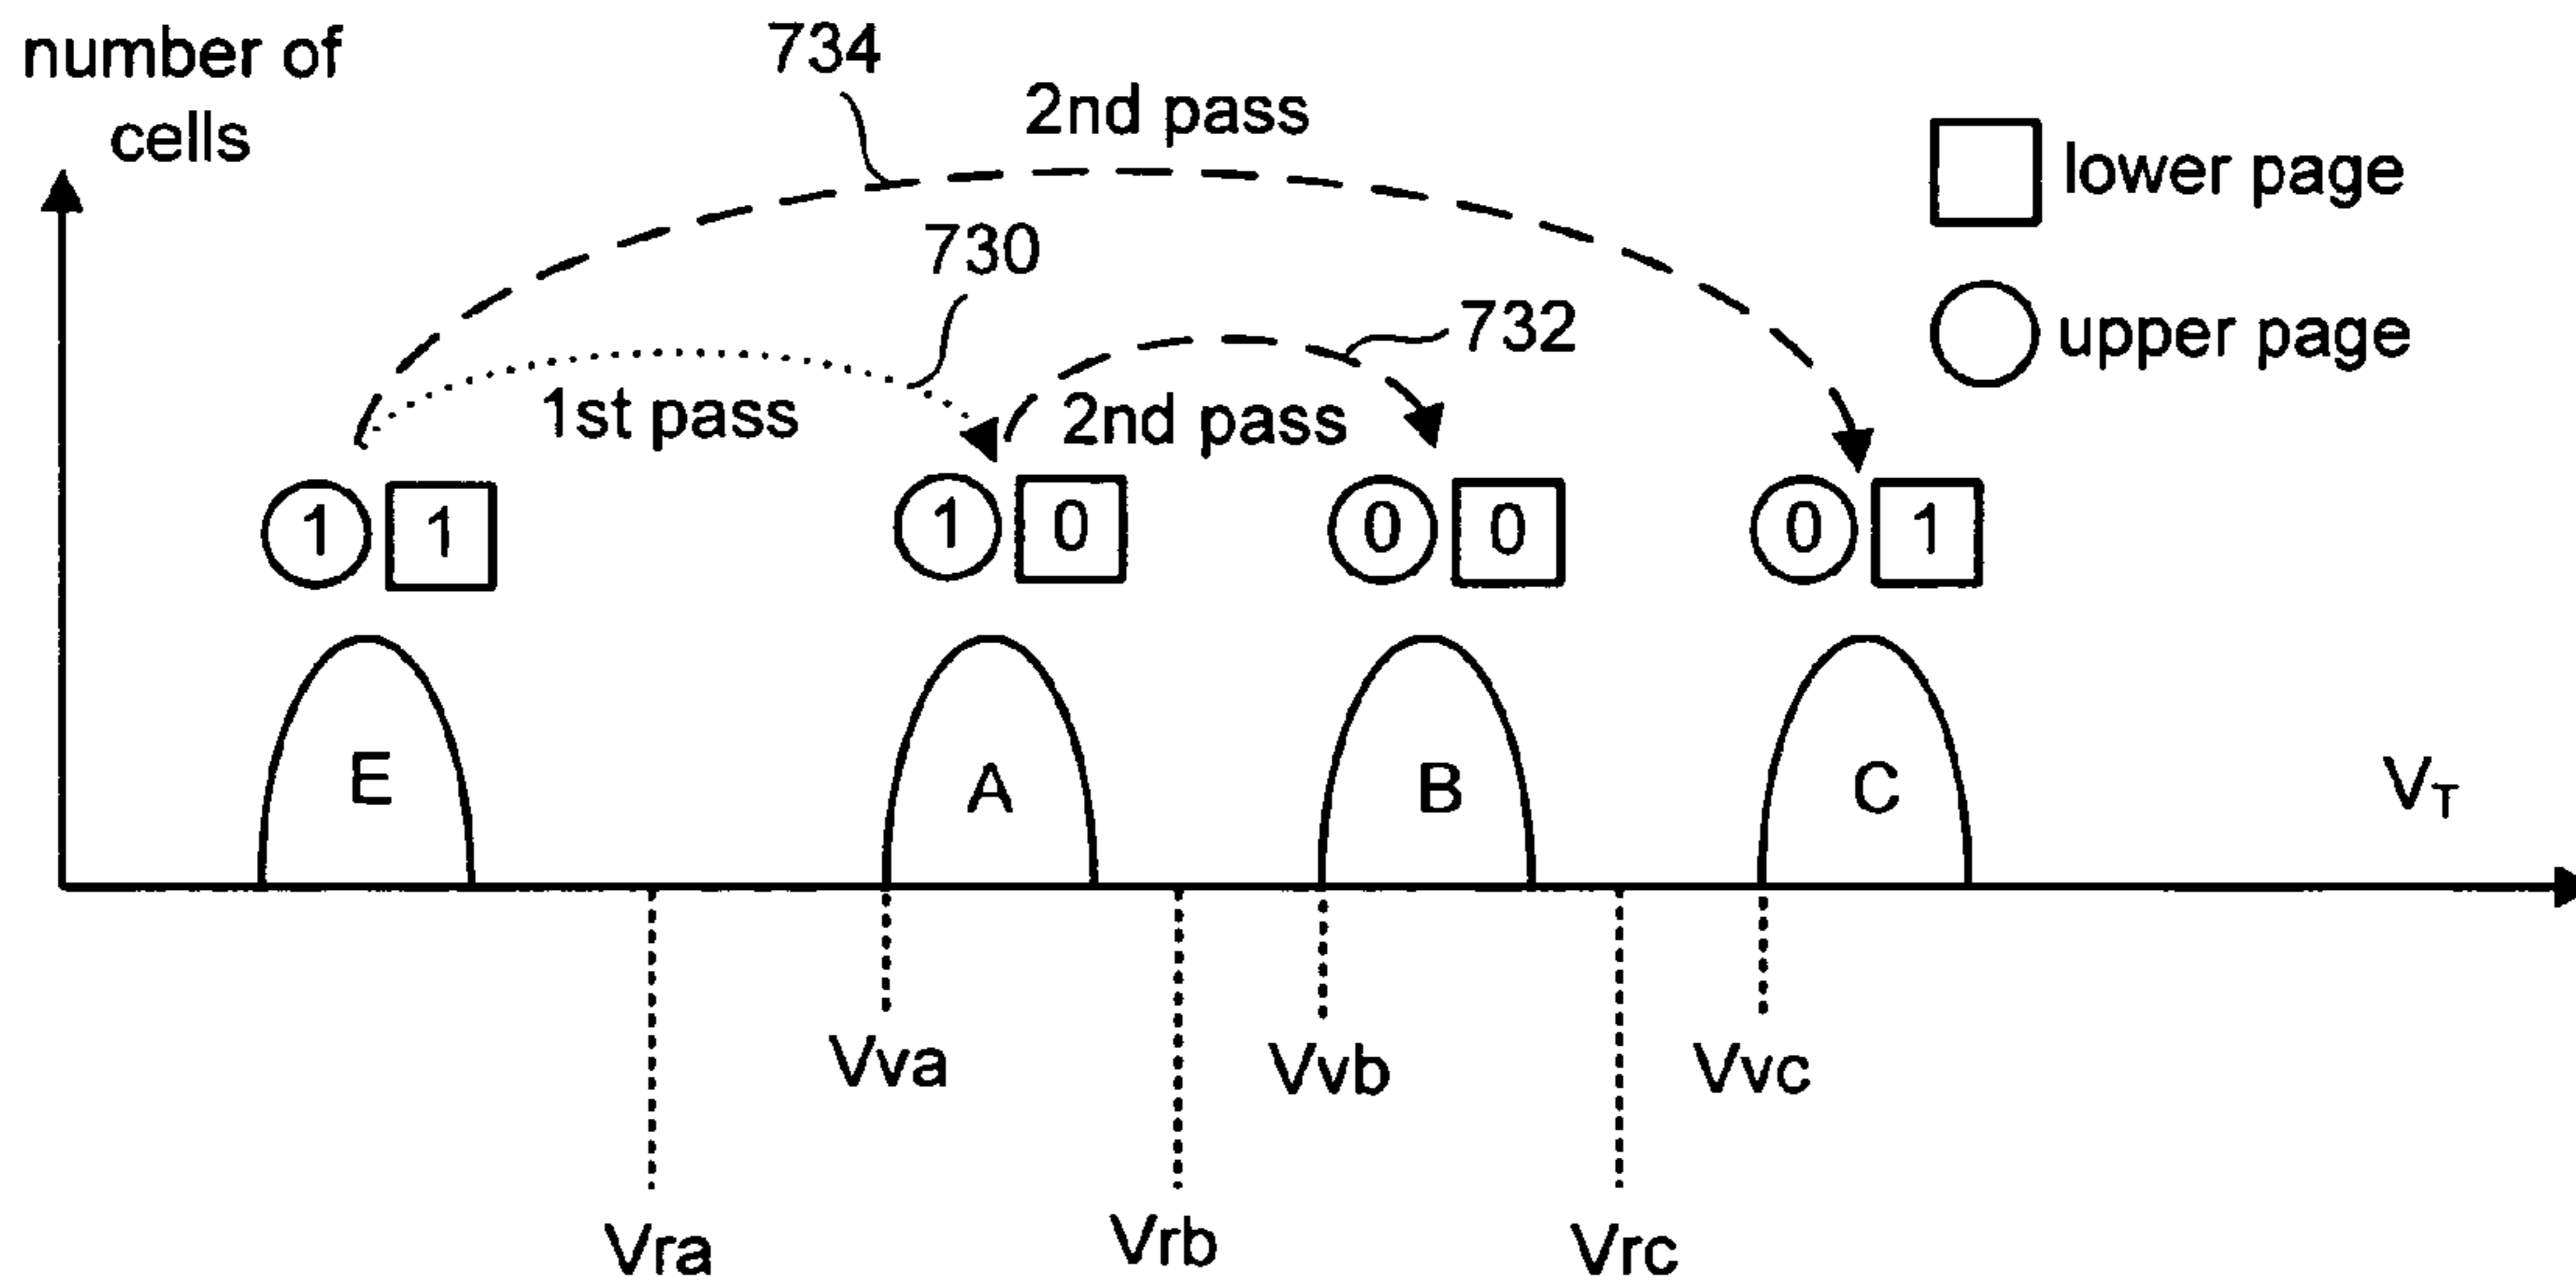 number of
cells
734
2nd pass
lower page
730
upper page
732
1st pass
2nd pass
1 1
1 0
0 0
0 1
E
A
B
C
VT
Vva
Vvb
Vvc
Vra
Vrb
Vrc